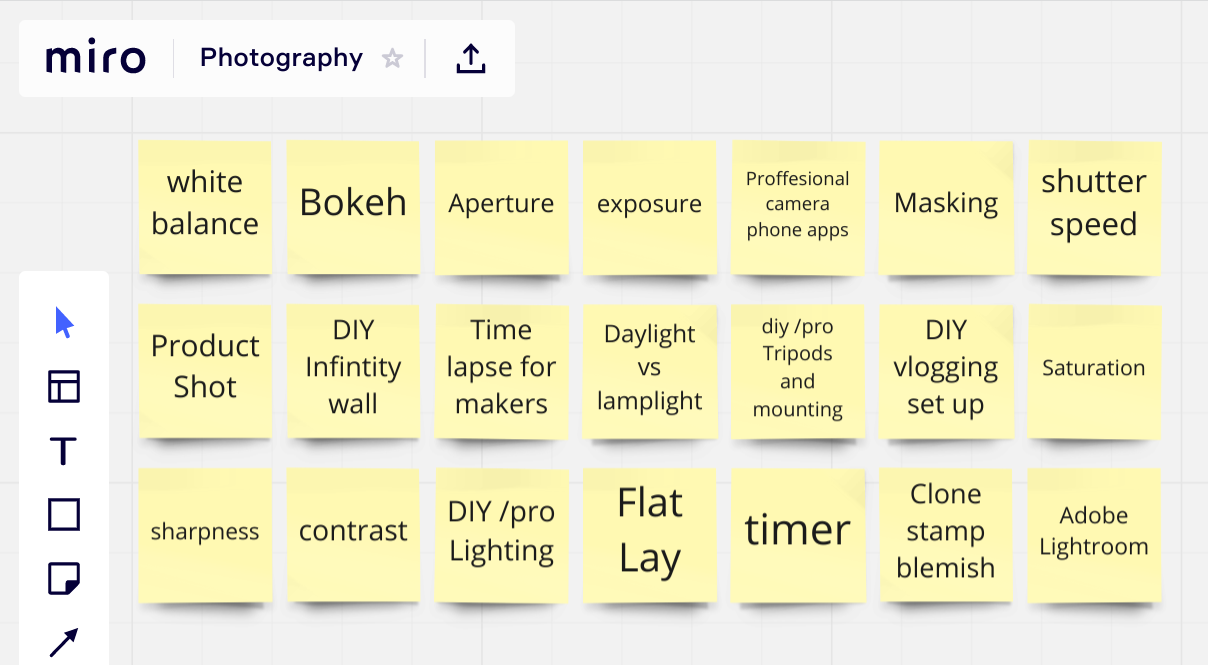 miro
Photography
white
balance
Bokeh
Aperture
exposure
Proffesional
camera
phone apps
Masking
shutter
speed
Product
Shot
DIY
Infintity
wall
Time
lapse for
makers
Daylight
vs
lamplight
diy /pro
Tripods
and
mounting
DIY
vlogging
set up
Saturation
sharpness
contrast
DIY /pro
Lighting
Flat
Lay
timer
Clone
stamp
blemish
Adobe
Lightroom